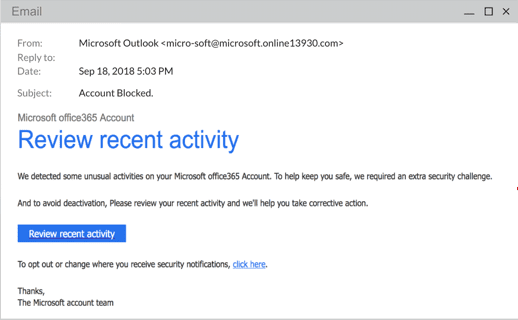 Email
From: Microsoft Outlook <micro-soft@microsoft.online13930.com>
Reply to:
Date: Sep 18, 2018 5:03 PM
Subject: Account Blocked.
Microsoft office365 Account
Review recent activity
We detected some unusual activities on your Microsoft office365 Account. To help keep you safe, we required an extra security challenge.
And to avoid deactivation, Please review your recent activity and we'll help you take corrective action.
Review recent activity
To opt out or change where you receive security notifications, click here.
Thanks,
The Microsoft account team